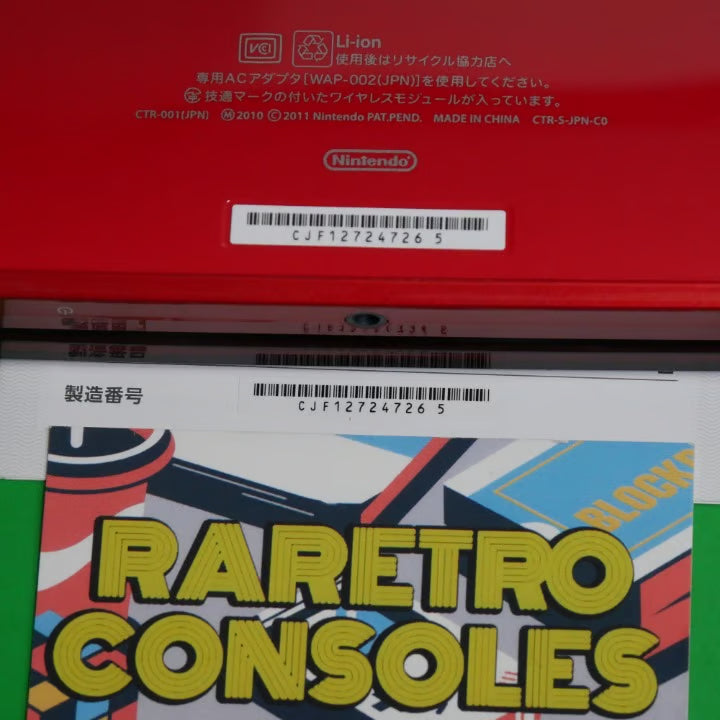 VCCI
Li-ion
使用後はリサイクル協力店へ
専用ACアダプタ[WAP-002(JPN)]を使用してください。
技適マークの付いたワイヤレスモジュールが入っています。
CTR-001(JPN) Ⓜ2010 Ⓒ2011 Nintendo PAT.PEND. MADE IN CHINA CTR-S-JPN-C0
Nintendo
CJF12724726 5
製造番号
CJF12724726 5
BLOCK
RARETRO
CONSOLES